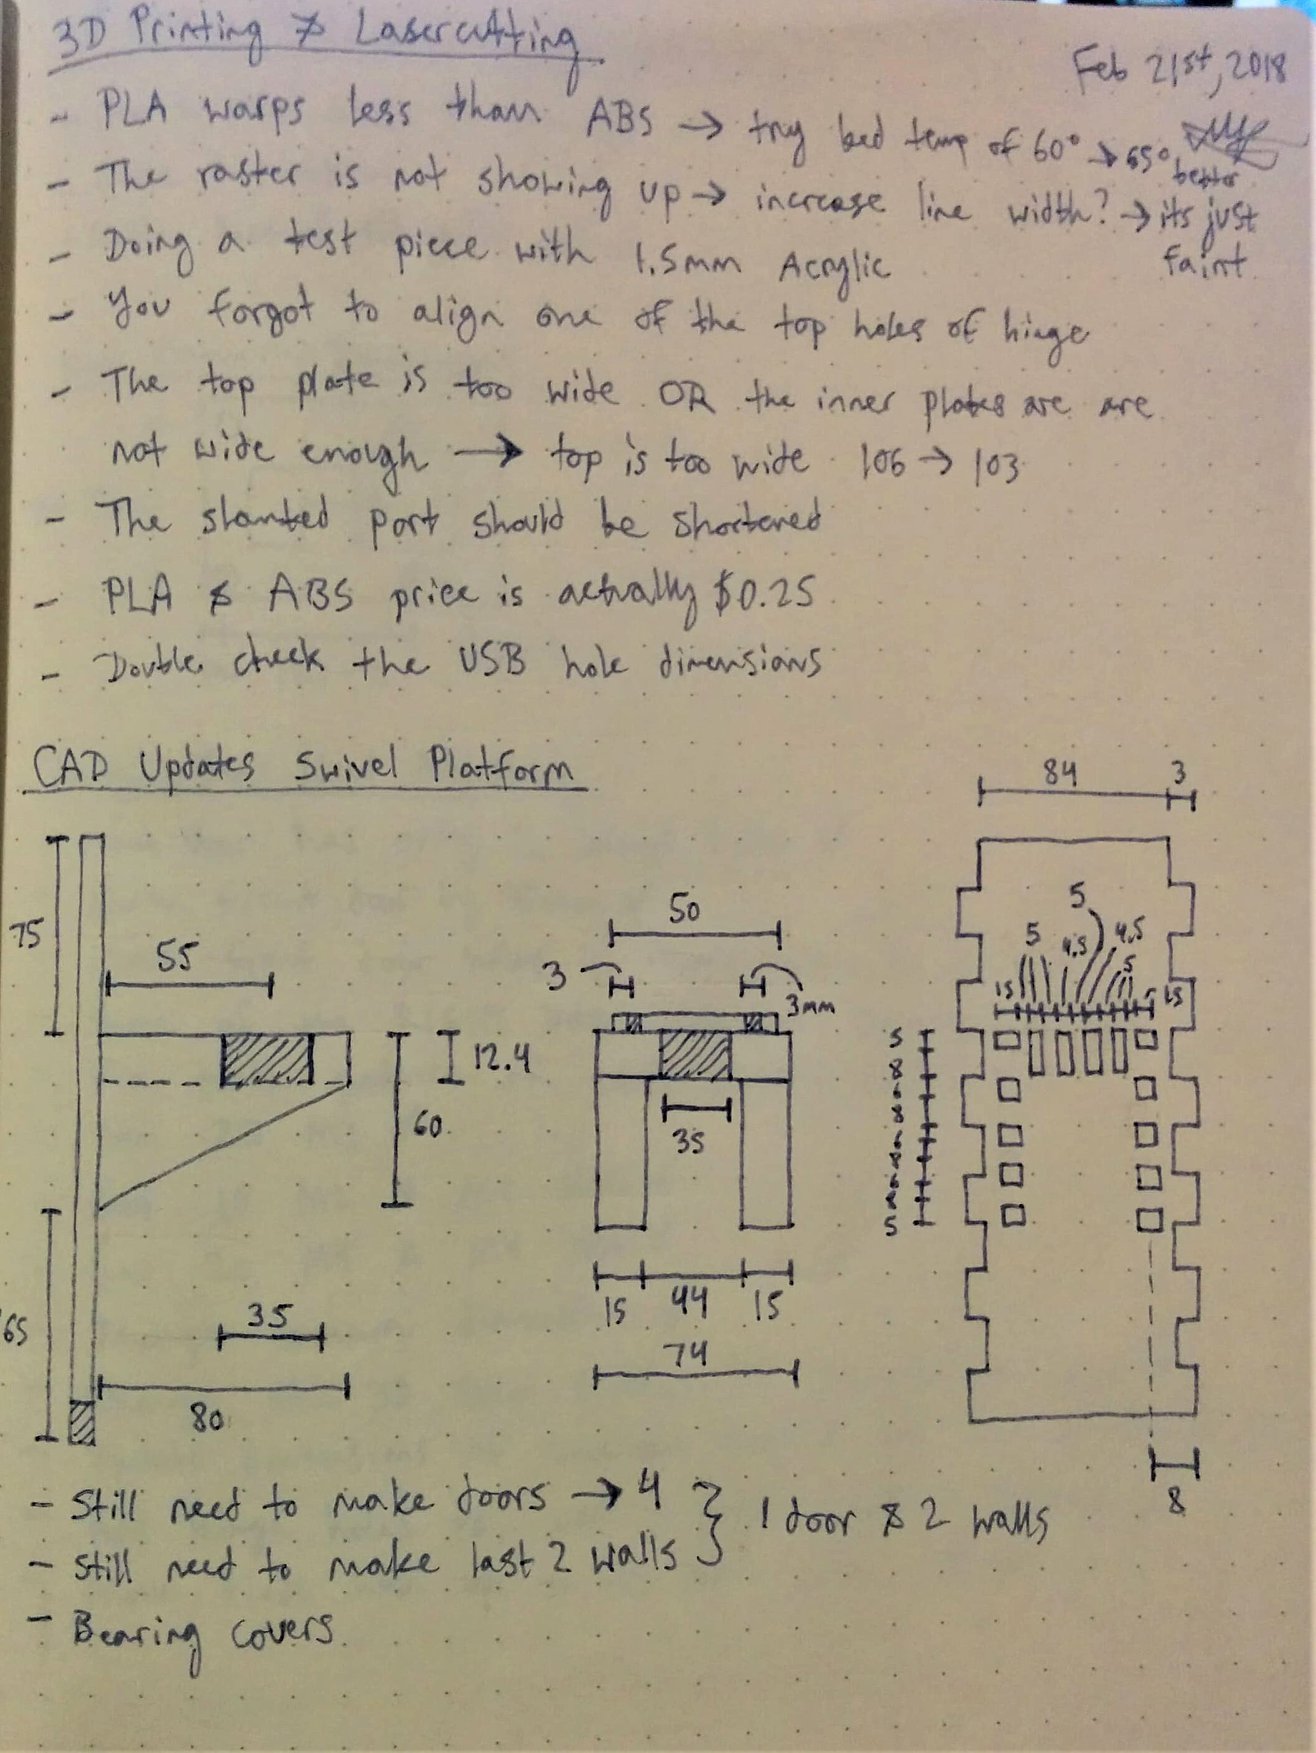 3D Printing & Lasercutting
Feb 21st, 2018
- PLA warps less than ABS → try bed temp of 60° → 65° better
- The raster is not showing up → increase line width? → its just faint
- Doing a test piece with 1.5mm Acrylic
- You forgot to align one of the top holes of hinge
- The top plate is too wide OR the inner plates are are
not wide enough → top is too wide 106 → 103
- The slanted part should be shortened
- PLA & ABS price is actually $0.25
- Double check the USB hole dimensions
CAD Updates Swivel Platform
84 3
75
55
12.4
60
65
35
80
50
3
3mm
35
15 44 15
74
5
5 4.5 4.5
15 5 15
5
8
8
5
8
- Still need to make doors → 4
- Still need to make last 2 walls
} 1 door & 2 walls
- Bearing covers